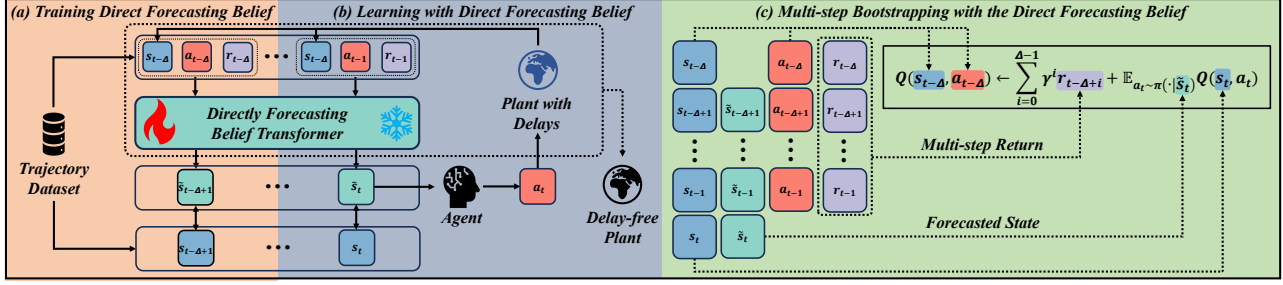 (a) Training Direct Forecasting Belief
(b) Learning with Direct Forecasting Belief
(c) Multi-step Bootstrapping with the Direct Forecasting Belief
s_{t-Δ} a_{t-Δ} r_{t-Δ} ••• s_{t-Δ} a_{t-1} r_{t-1}
Directly Forecasting
Belief Transformer
Trajectory
Dataset
s̃_{t-Δ+1} ••• s̃_t
s_{t-Δ+1} ••• s_t
Agent
a_t
Plant with
Delays
Delay-free
Plant
s_{t-Δ} a_{t-Δ} r_{t-Δ}
s_{t-Δ+1} s̃_{t-Δ+1} a_{t-Δ+1} r_{t-Δ+1}
s_{t-1} s̃_{t-1} a_{t-1} r_{t-1}
s_t s̃_t
Q(s_{t-Δ}, a_{t-Δ}) ← ∑_{i=0}^{Δ-1} γ^i r_{t-Δ+i} + 𝔼_{a_t~π(·|s̃_t)} Q(s_t, a_t)
Multi-step Return
Forecasted State